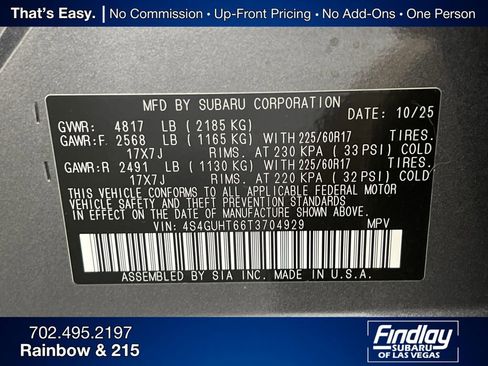 That's Easy. | No Commission - Up-Front Pricing - No Add-Ons - One Person
MFD BY SUBARU CORPORATION
GVWR: 4817 LB (2185 KG) DATE: 10/25
GAWR:F 2568 LB (1165 KG) WITH 225/60R17 TIRES.
17X7J RIMS. AT 230 KPA (33 PSI) COLD
GAWR:R 2491 LB (1130 KG) WITH 225/60R17 TIRES.
17X7J RIMS. AT 220 KPA (32 PSI) COLD
THIS VEHICLE CONFORMS TO ALL APPLICABLE FEDERAL MOTOR
VEHICLE SAFETY AND THEFT PREVENTION STANDARDS
IN EFFECT ON THE DATE OF MANUFACTURE SHOWN ABOVE.
VIN: 4S4GUHT66T3704929 MPV
ASSEMBLED BY SIA INC. MADE IN U.S.A.
702.495.2197
Rainbow & 215
Findlay
SUBARU
OF LAS VEGAS